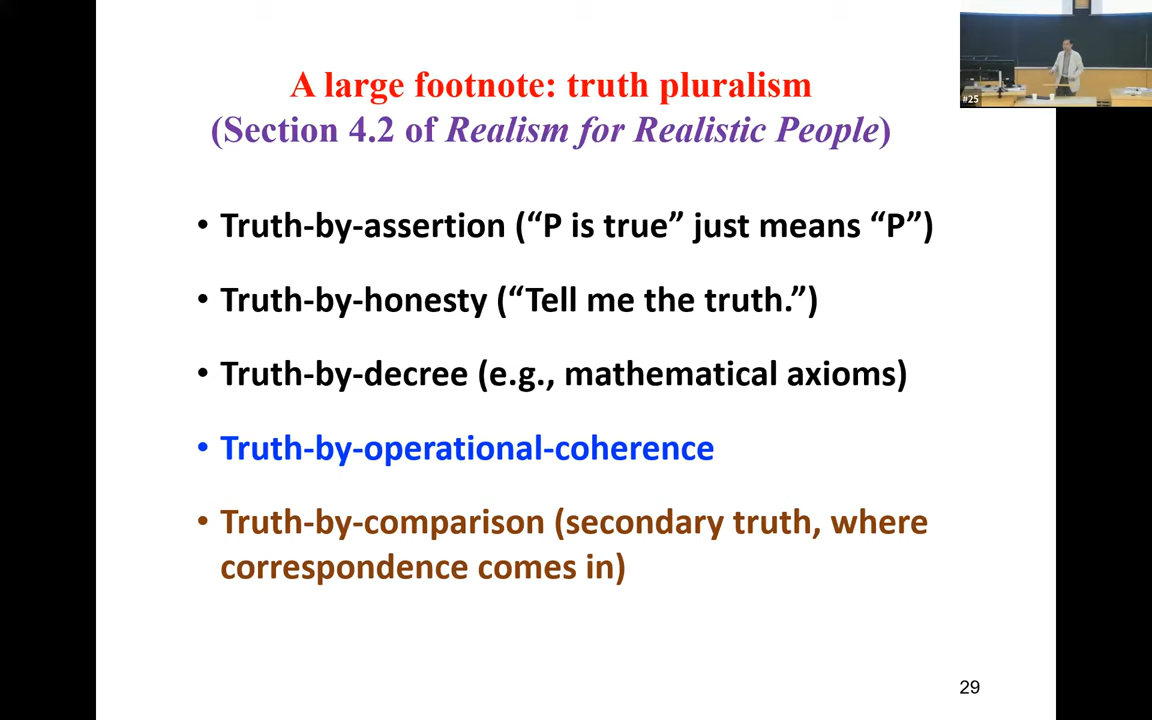 A large footnote: truth pluralism
(Section 4.2 of Realism for Realistic People)
• Truth-by-assertion (“P is true” just means “P”)
• Truth-by-honesty (“Tell me the truth.”)
• Truth-by-decree (e.g., mathematical axioms)
• Truth-by-operational-coherence
• Truth-by-comparison (secondary truth, where
correspondence comes in)
29
#25